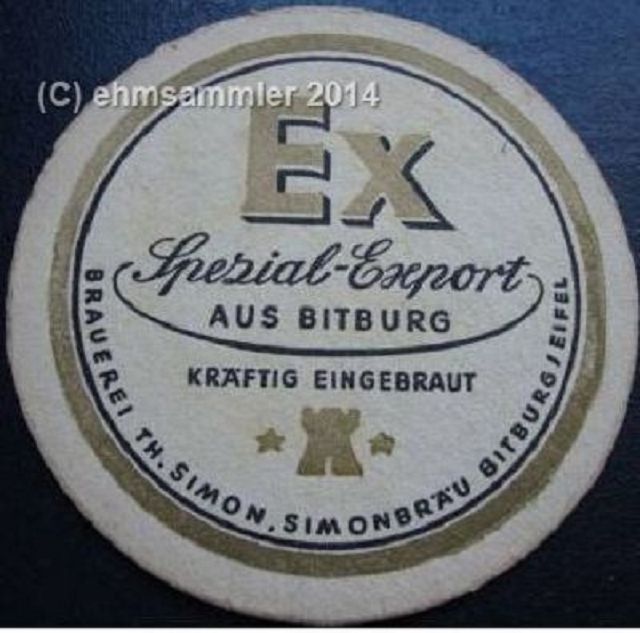 (C) ehmsammler 2014
Ex
Spezial-Export
AUS BITBURG
KRÄFTIG EINGEBRAUT
BRAUEREI TH. SIMON, SIMONBRÄU BITBURG/EIFEL